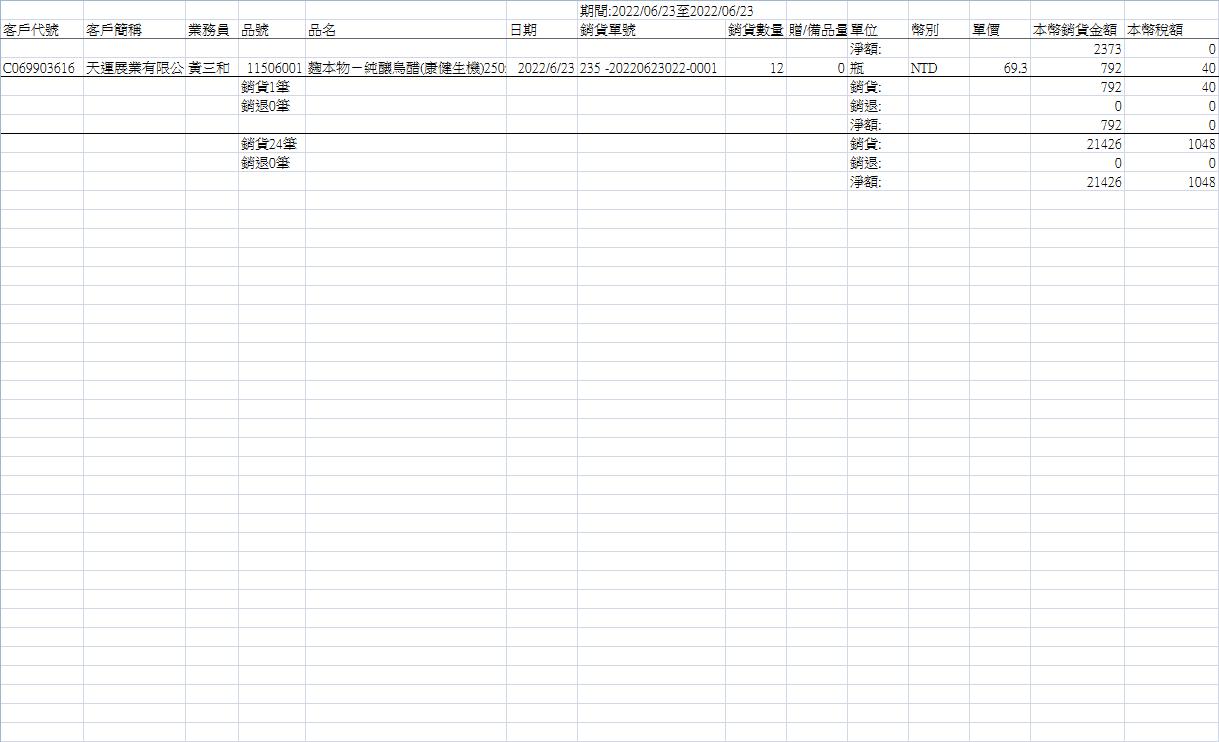 期間:2022/06/23至2022/06/23
客戶代號 客戶簡稱 業務員 品號 品名 日期 銷貨單號 銷貨數量 贈/備品量 單位 幣別 單價 本幣銷貨金額 本幣稅額
淨額: 2373 0
C069903616 天運展業有限公 黃三和 11506001 麴本物－純釀烏醋(康健生機)250 2022/6/23 235 -20220623022-0001 12 0 瓶 NTD 69.3 792 40
銷貨1筆 銷貨: 792 40
銷退0筆 銷退: 0 0
淨額: 792 0
銷貨24筆 銷貨: 21426 1048
銷退0筆 銷退: 0 0
淨額: 21426 1048